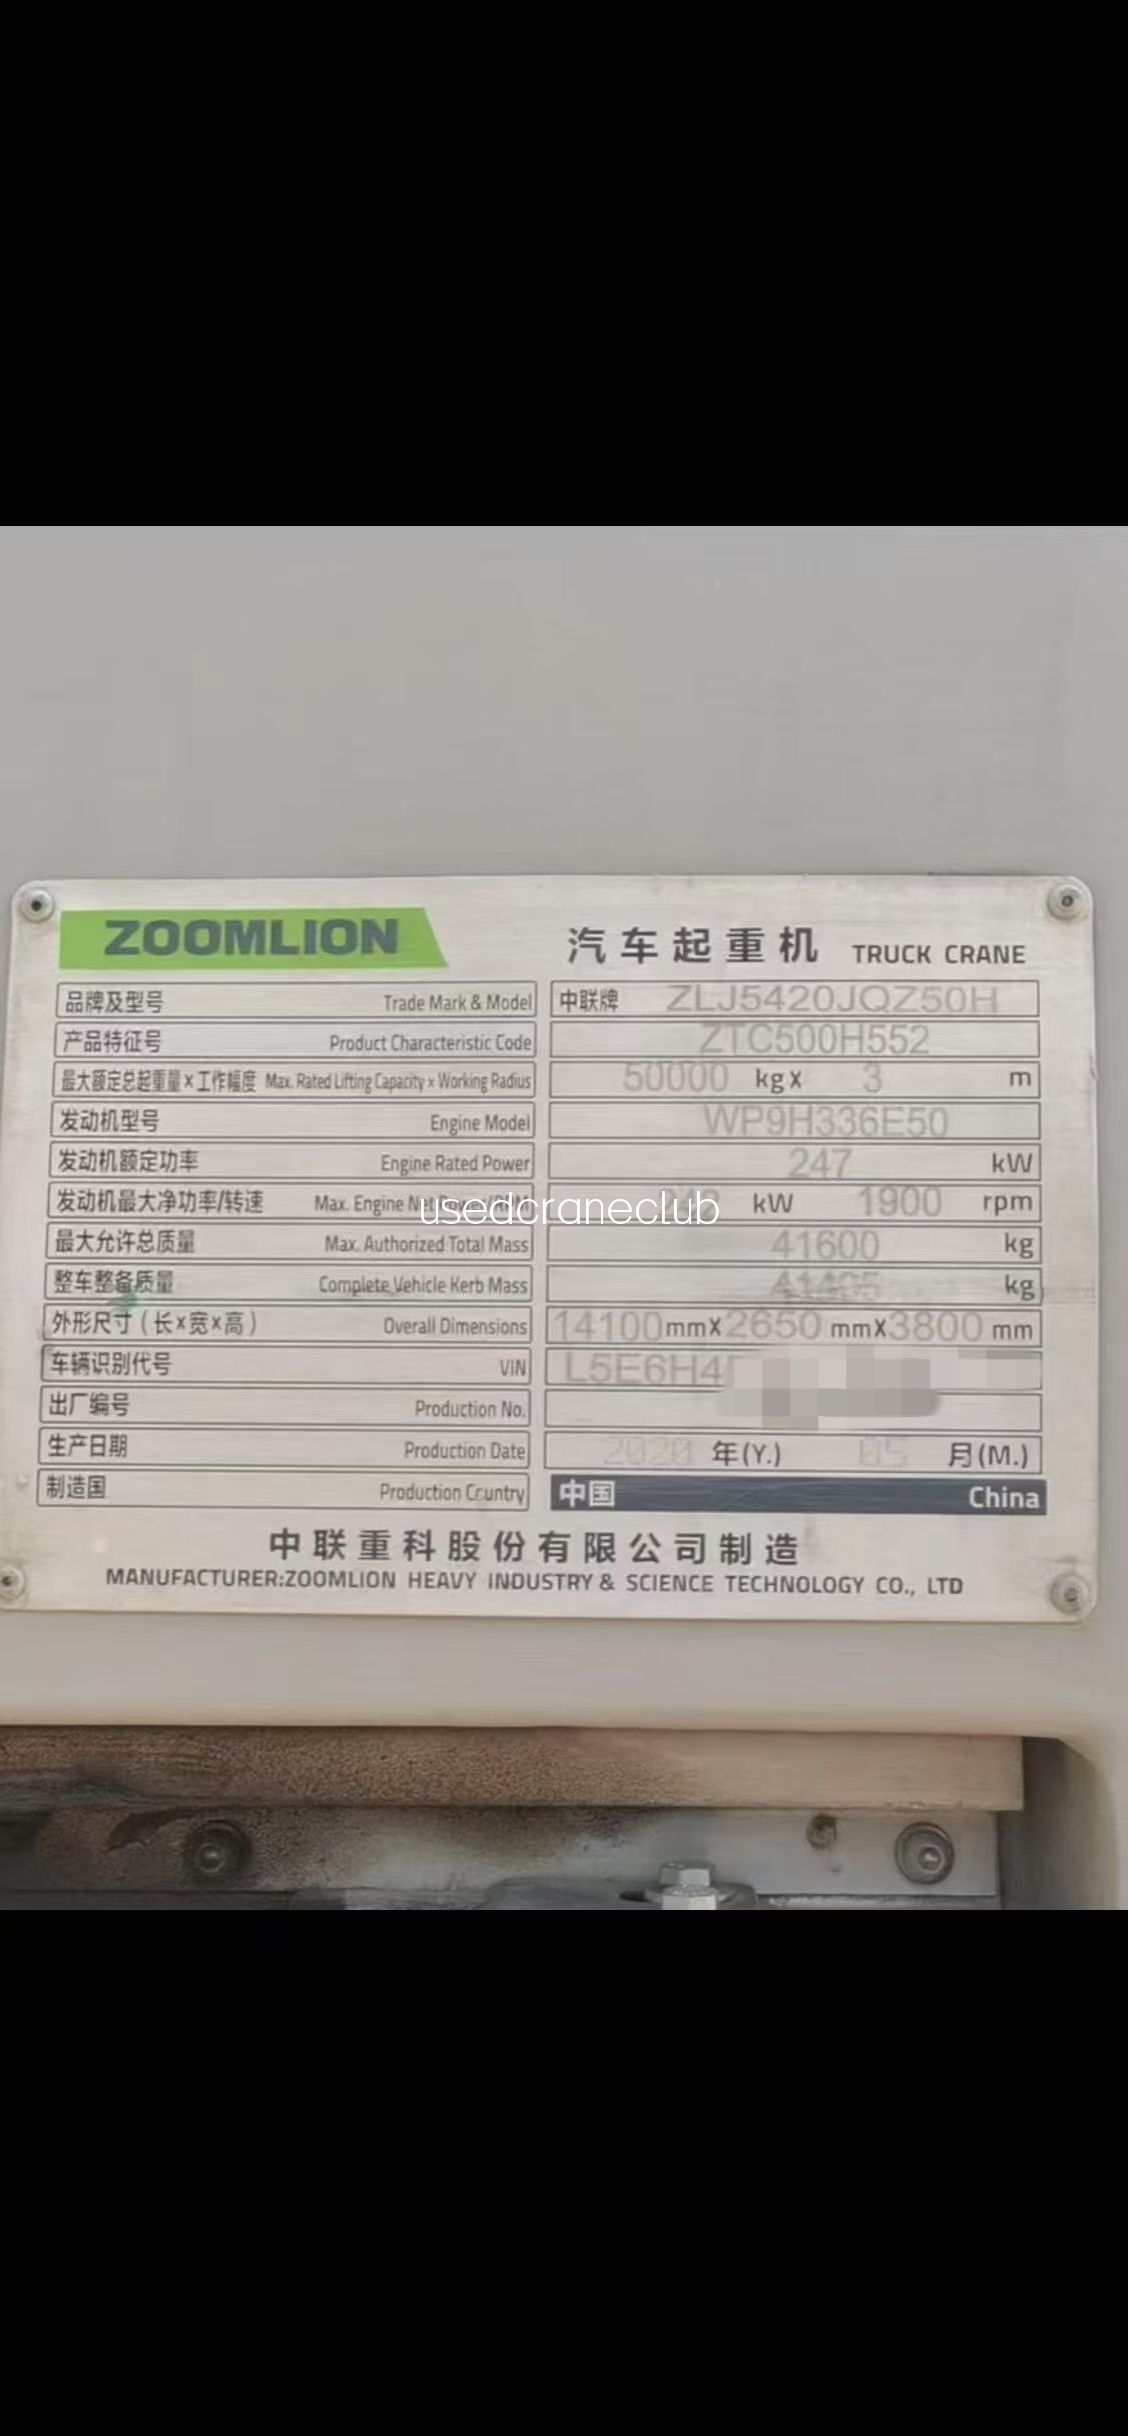 ZOOMLION
汽车起重机 TRUCK CRANE
品牌及型号 Trade Mark & Model 中联牌 ZLJ5420JQZ50H
产品特征号 Product Characteristic Code ZTC500H552
最大额定总起重量×工作幅度 Max. Rated Lifting Capacity x Working Radius 50000 kg X 3 m
发动机型号 Engine Model WP9H336E50
发动机额定功率 Engine Rated Power 247 kW
发动机最大净功率/转速 Max. Engine kW 1900 rpm
usedcraneclub
最大允许总质量 Max. Authorized Total Mass 41600 kg
整车整备质量 Complete Vehicle Kerb Mass kg
外形尺寸(长×宽×高) Overall Dimensions 14100 mm X 2650 mm X 3800 mm
车辆识别代号 VIN L5E6H4
出厂编号 Production No.
生产日期 Production Date 2020 年(Y.) 05 月(M.)
制造国 Production Country 中国 China
中联重科股份有限公司制造
MANUFACTURER:ZOOMLION HEAVY INDUSTRY & SCIENCE TECHNOLOGY CO., LTD